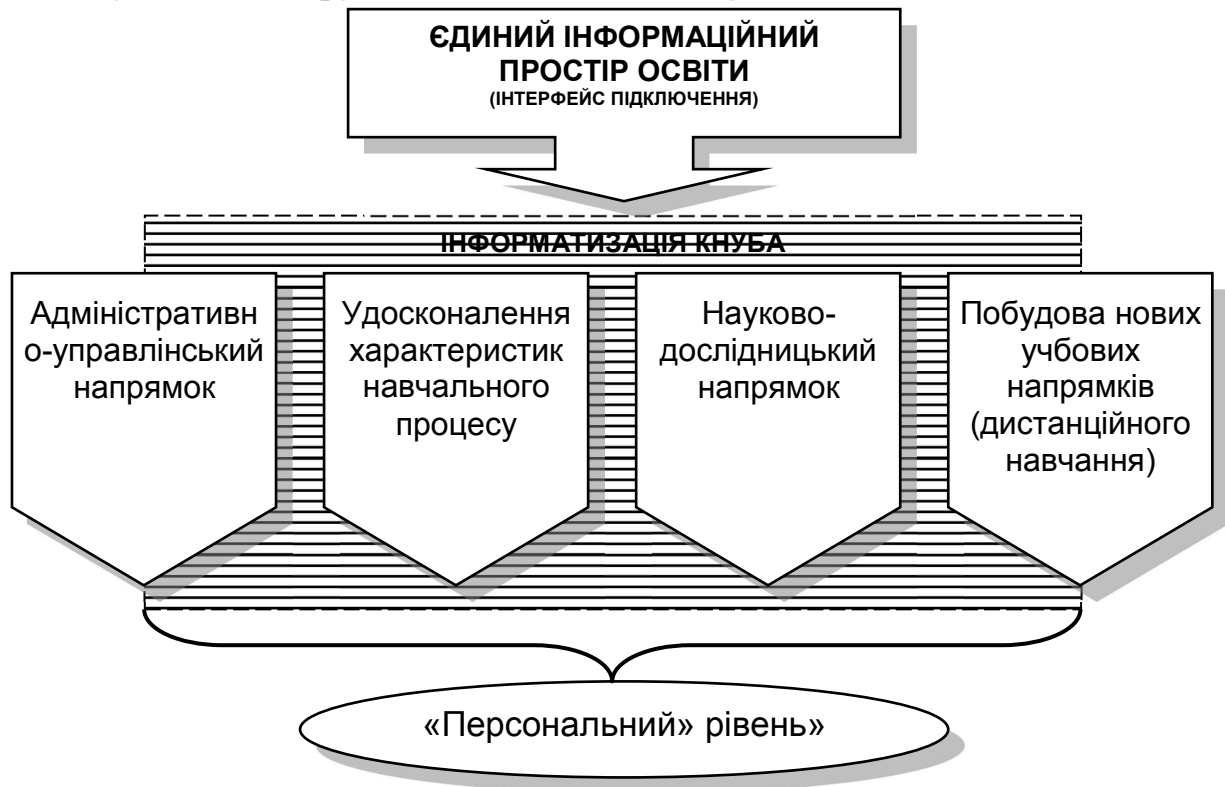 ЄДИНИЙ ІНФОРМАЦІЙНИЙ
ПРОСТІР ОСВІТИ
(ІНТЕРФЕЙС ПІДКЛЮЧЕННЯ)
ІНФОРМАТИЗАЦІЯ КНУБА
Адміністративн
о-управлінський
напрямок
Удосконалення
характеристик
навчального
процесу
Науково-
дослідницький
напрямок
Побудова нових
учбових
напрямків
(дистанційного
навчання)
«Персональний» рівень»